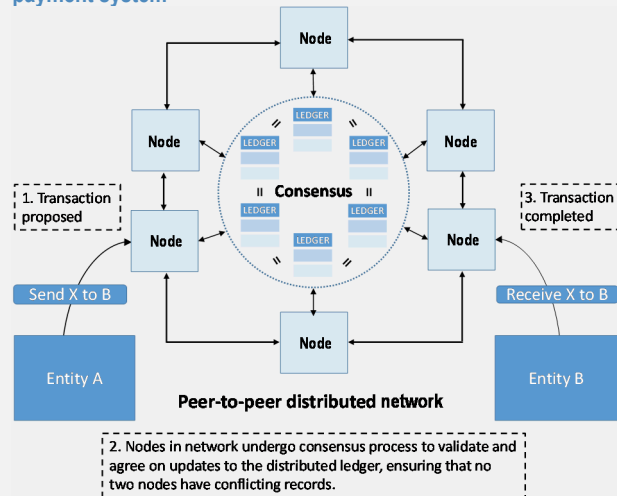 payment system
Node
Node
Node
LEDGER
LEDGER
LEDGER
=
=
= Consensus =
LEDGER
LEDGER
LEDGER
=
=
1. Transaction
proposed
3. Transaction
completed
Node
Node
Send X to B
Receive X to B
Node
Entity A
Entity B
Peer-to-peer distributed network
2. Nodes in network undergo consensus process to validate and
agree on updates to the distributed ledger, ensuring that no
two nodes have conflicting records.